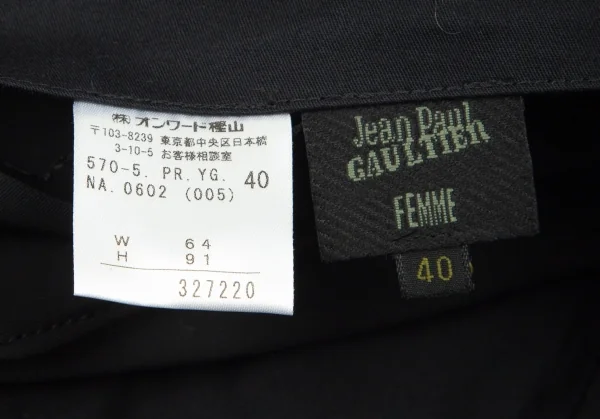 ㈱オンワード樫山
〒103-8239 東京都中央区日本橋
3-10-5 お客様相談室
570-5. PR. YG. 40
NA. 0602 (005)
W 64
H 91
327220
Jean Paul
GAULTIER
FEMME
40